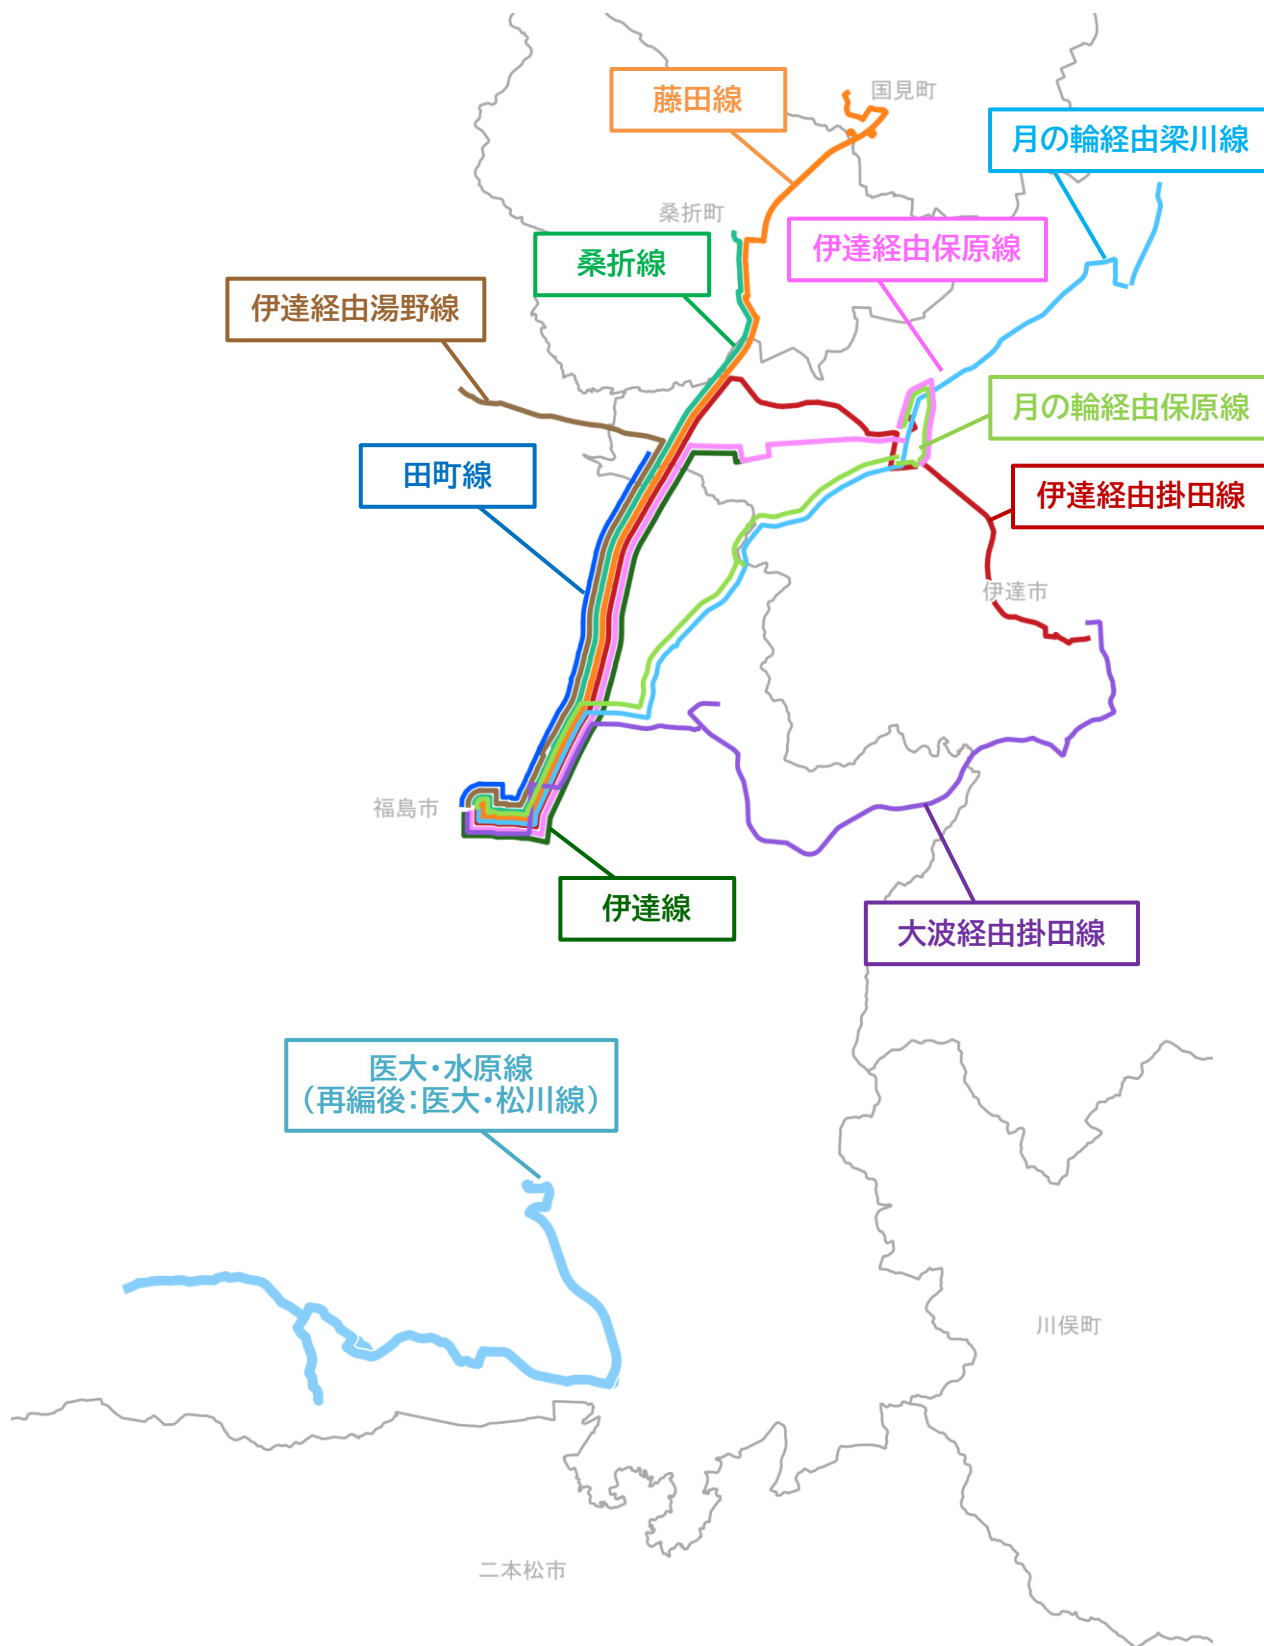 国見町
藤田線
月の輪経由梁川線
桑折町
伊達経由保原線
桑折線
伊達経由湯野線
月の輪経由保原線
田町線
伊達経由掛田線
伊達市
福島市
伊達線
大波経由掛田線
医大・水原線
（再編後：医大・松川線）
川俣町
二本松市